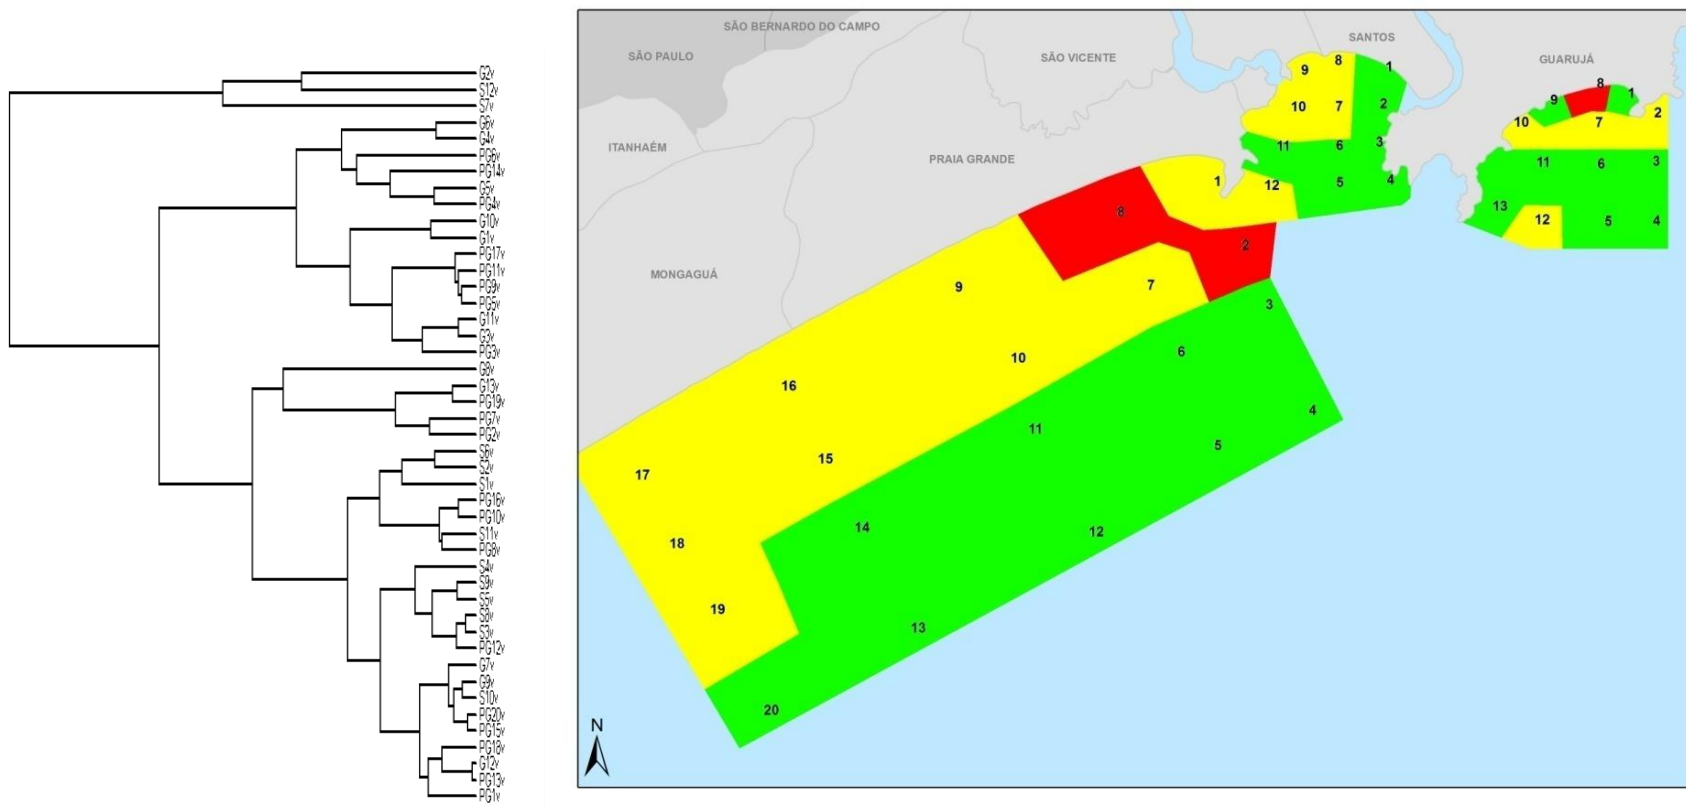 G2v
S12v
S7v
G6v
G4v
PG6v
PG14v
G5v
PG4v
G10v
G1v
PG17v
PG11v
PG9v
PG5v
G11v
G3v
PG3v
G8v
G13v
PG19v
PG7v
PG2v
S6v
S2v
S1v
PG16v
PG10v
S11v
PG8v
S4v
S9v
S5v
S8v
S3v
PG12v
G7v
G9v
S10v
PG20v
PG15v
PG18v
G12v
PG13v
PG1v
SÃO BERNARDO DO CAMPO
SÃO PAULO
SÃO VICENTE
SANTOS
GUARUJÁ
ITANHAÉM
PRAIA GRANDE
MONGAGUÁ
9 8 1
10 7 2
11 6 3
12 5 4
8
9 1
10 7 2
11 6 3
13 12 5 4
1
8 2
9 7 3
10 6
16 11 4
17 15 5
14 12
18
19 13
20
N